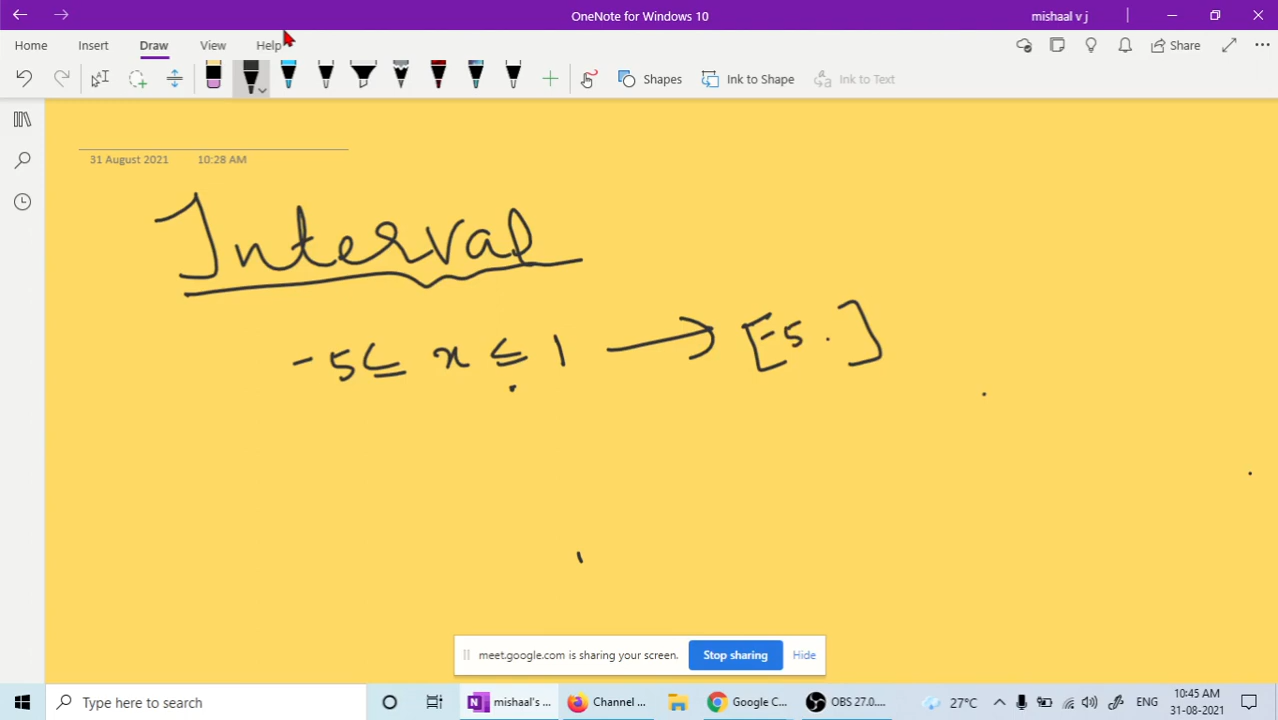 OneNote for Windows 10
mishaal v j
Home Insert Draw View Help
Share
Shapes Ink to Shape Ink to Text
31 August 2021 10:28 AM
Interval
-5 ≤ x ≤ 1 → [-5 . ]
meet.google.com is sharing your screen. Stop sharing Hide
Type here to search
mishaal's ... Channel ... Google C... OBS 27.0.... 27°C ENG
10:45 AM
31-08-2021